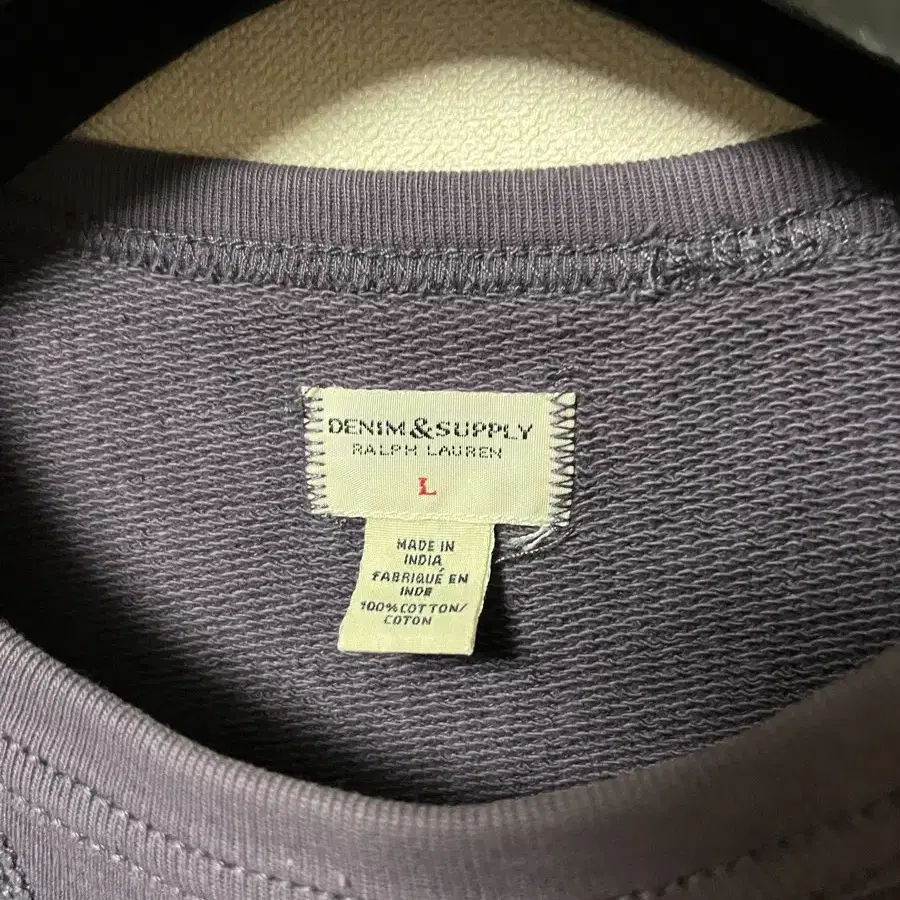 DENIM&SUPPLY
RALPH LAUREN
L
MADE IN
INDIA
FABRIQUÉ EN
INDE
100% COTTON/
COTON